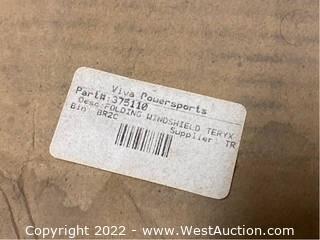 Viva Powersports
Part#:375110
Desc:FOLDING WINDSHIELD TERYX
Bin: BR2C Supplier: TR
Copyright 2022 - www.WestAuction.com